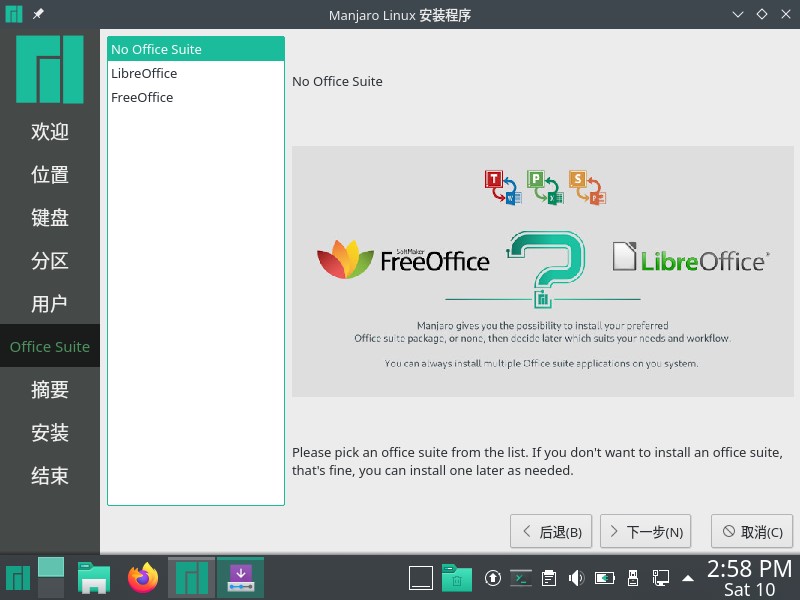 Manjaro Linux 安装程序
欢迎
位置
键盘
分区
用户
Office Suite
摘要
安装
结束
No Office Suite
LibreOffice
FreeOffice
No Office Suite
T
P
S
SoftMaker
FreeOffice
LibreOffice
Manjaro gives you the possibility to install your preferred
Office suite package, or none, then decide later which suits your needs and workflow.
You can always install multiple Office suite applications on you system.
Please pick an office suite from the list. If you don't want to install an office suite,
that's fine, you can install one later as needed.
后退(B)
下一步(N)
取消(C)
2:58 PM
Sat 10